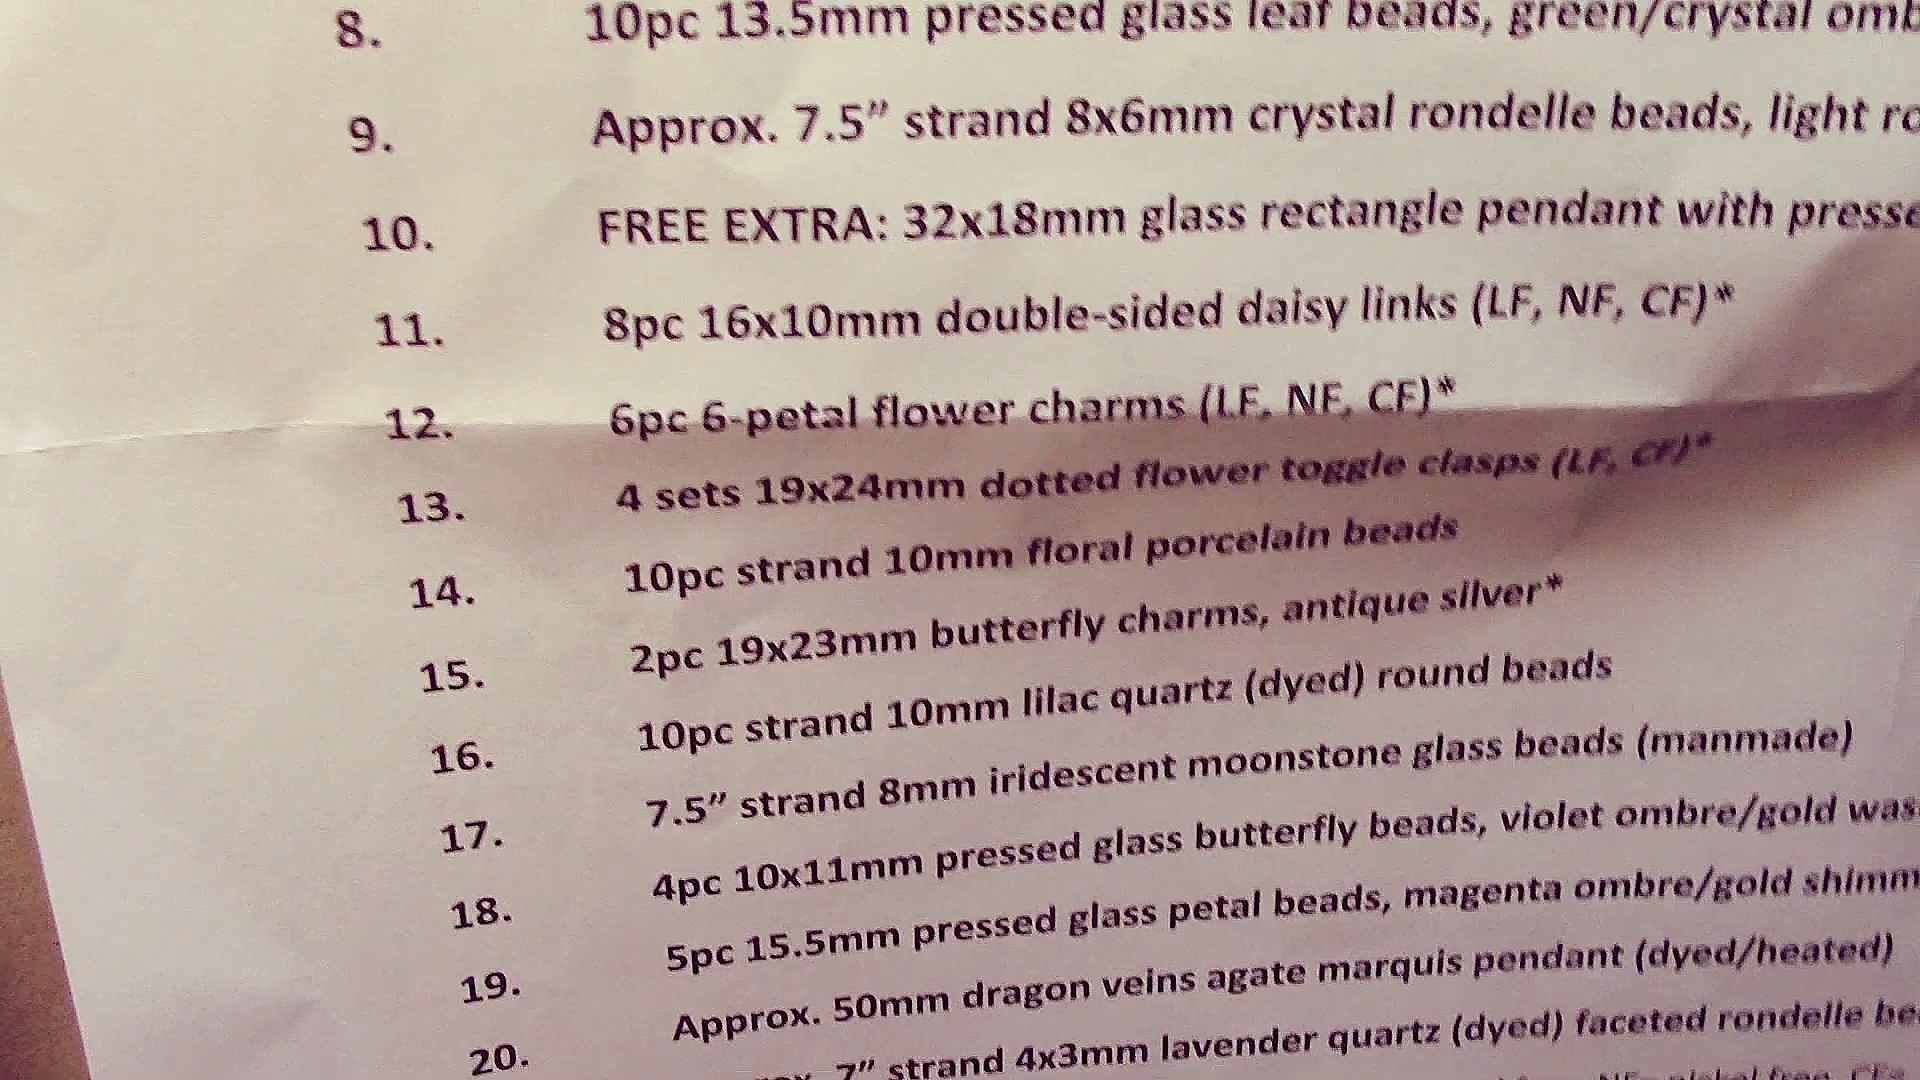 8. 10pc 13.5mm pressed glass leaf beads, green/crystal
9. Approx. 7.5” strand 8x6mm crystal rondelle beads, light
10. FREE EXTRA: 32x18mm glass rectangle pendant with
11. 8pc 16x10mm double-sided daisy links (LF, NF, CF)*
12. 6pc 6-petal flower charms (LF, NF, CF)*
13. 4 sets 19x24mm dotted flower toggle clasps (LF, CF)*
14. 10pc strand 10mm floral porcelain beads
15. 2pc 19x23mm butterfly charms, antique silver*
16. 10pc strand 10mm lilac quartz (dyed) round beads
17. 7.5” strand 8mm iridescent moonstone glass beads (manmade)
18. 4pc 10x11mm pressed glass butterfly beads, violet ombre/gold
19. 5pc 15.5mm pressed glass petal beads, magenta ombre/gold
20. Approx. 50mm dragon veins agate marquis pendant (dyed/heated)
7” strand 4x3mm lavender quartz (dyed) faceted rondelle